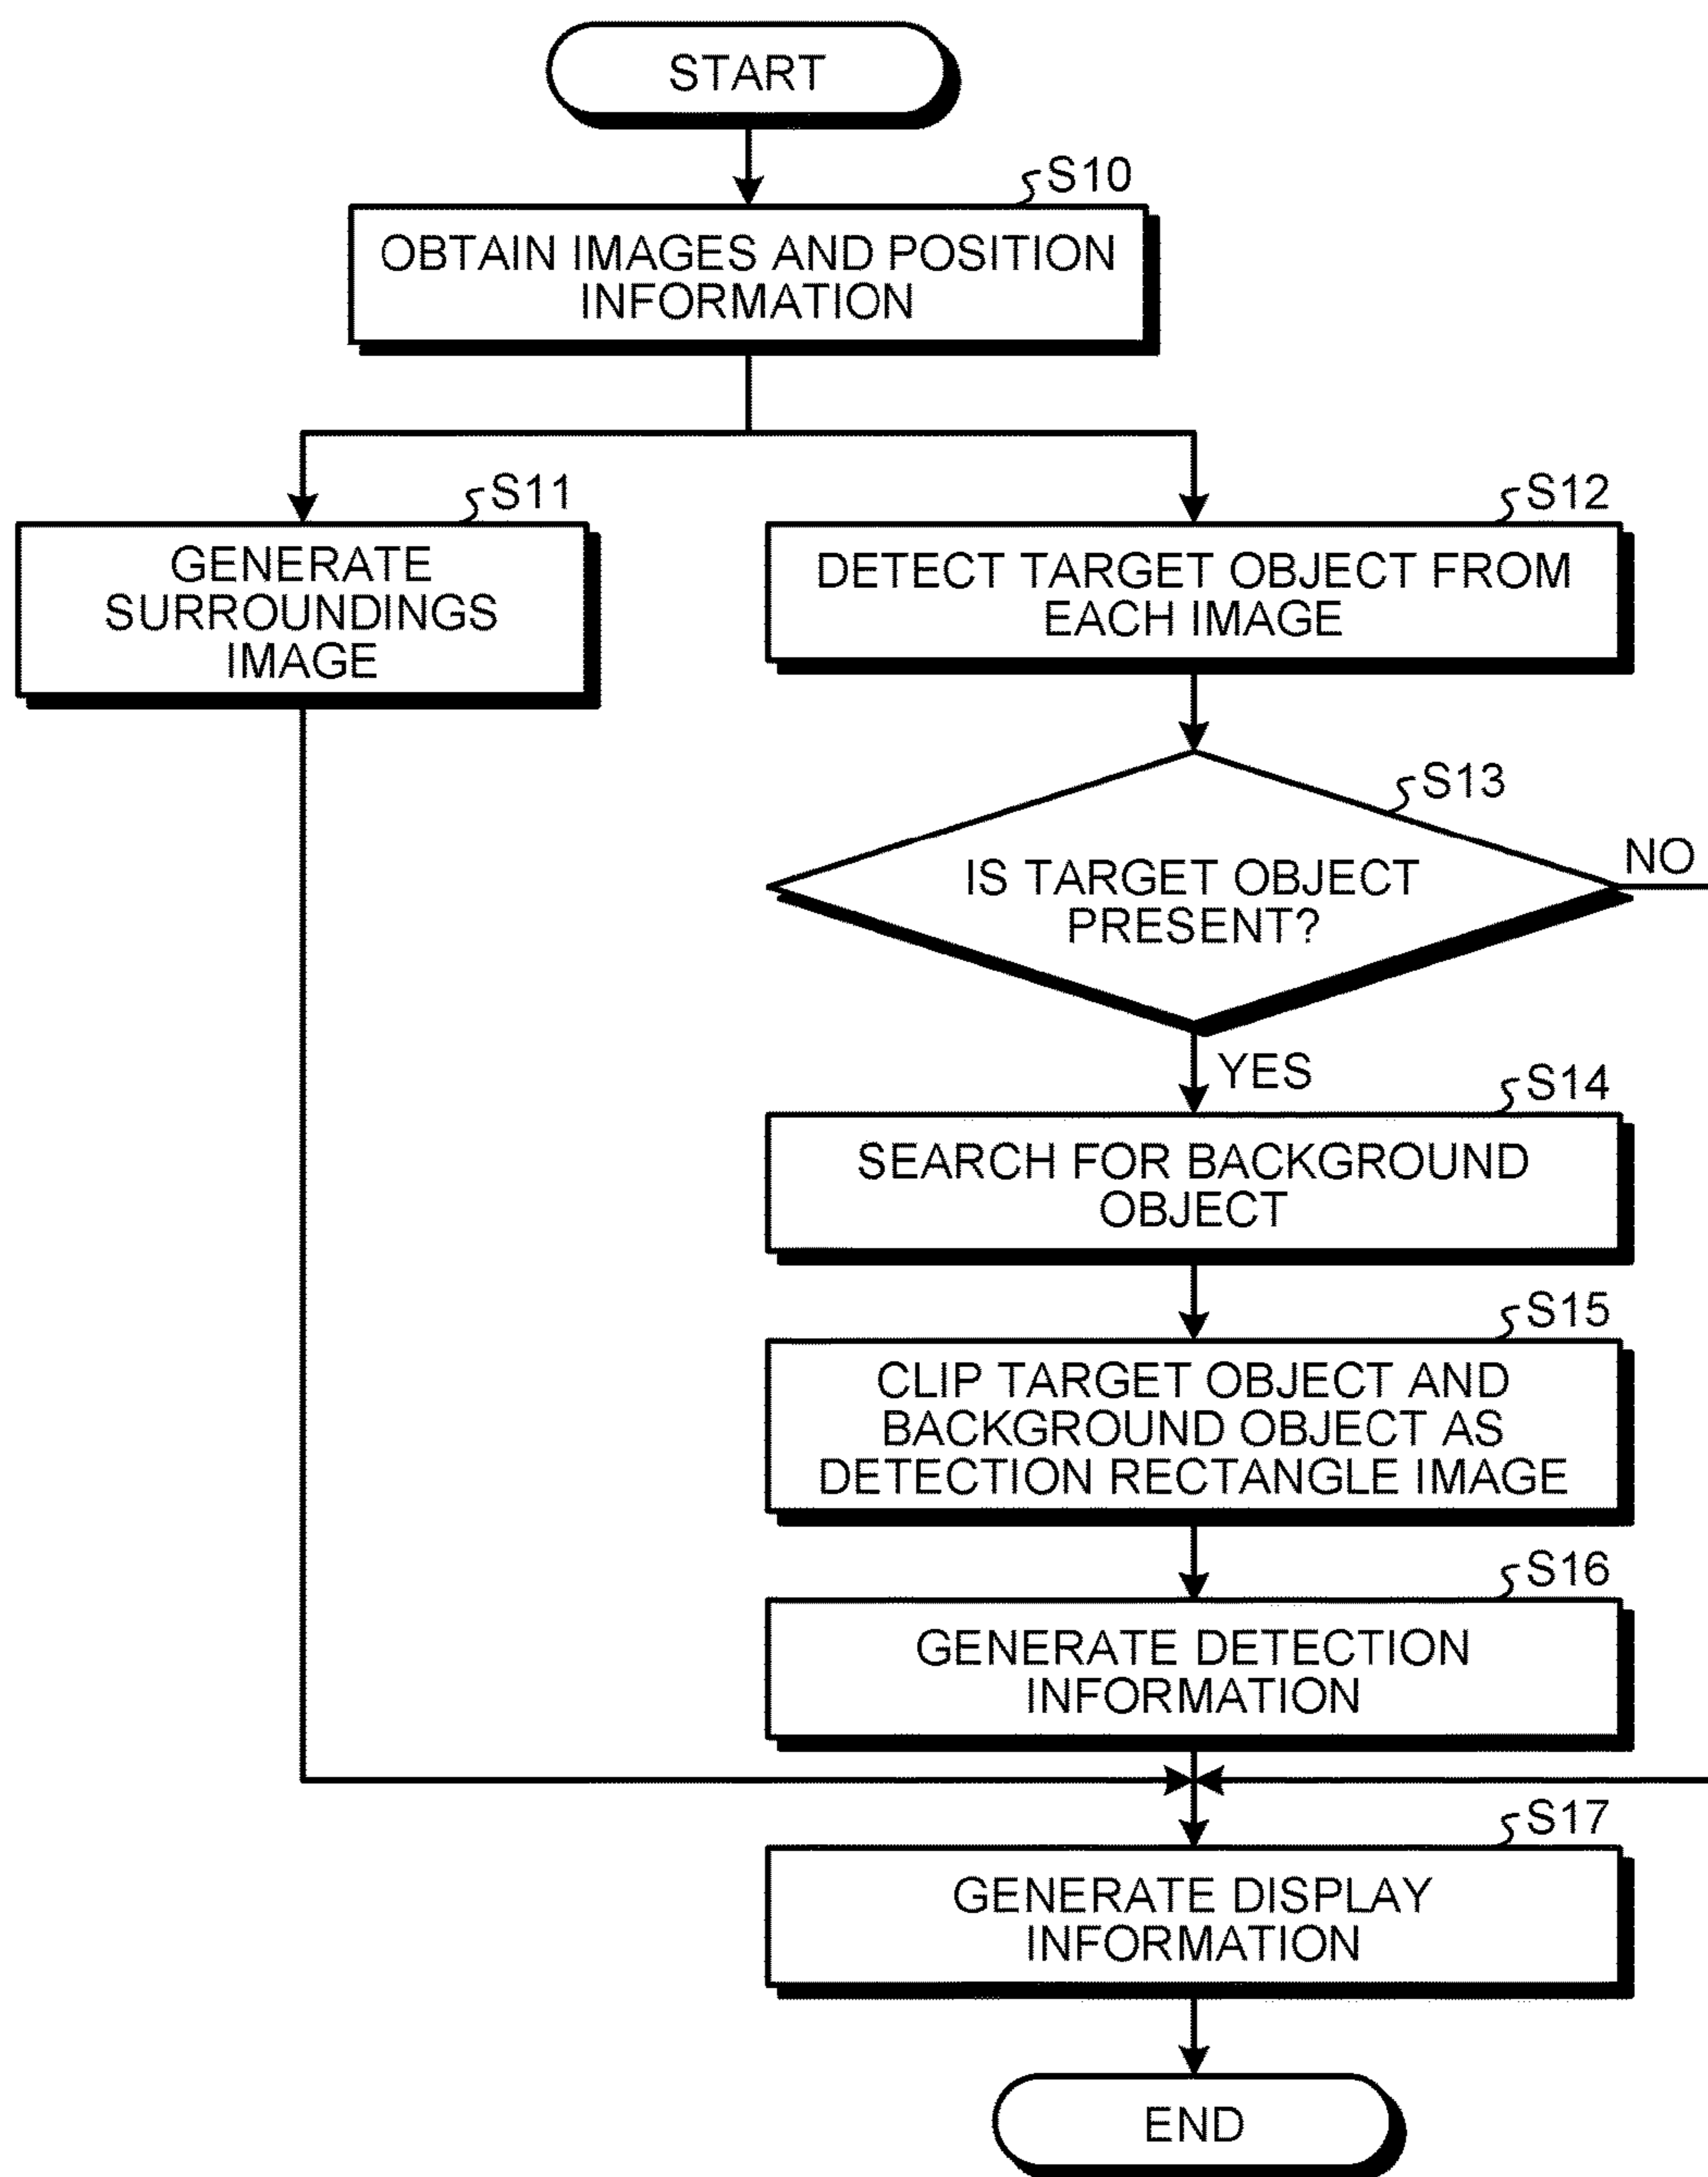 START
S10
OBTAIN IMAGES AND POSITION
INFORMATION
S11
GENERATE
SURROUNDINGS
IMAGE
S12
DETECT TARGET OBJECT FROM
EACH IMAGE
S13
IS TARGET OBJECT
PRESENT?
NO
YES
S14
SEARCH FOR BACKGROUND
OBJECT
S15
CLIP TARGET OBJECT AND
BACKGROUND OBJECT AS
DETECTION RECTANGLE IMAGE
S16
GENERATE DETECTION
INFORMATION
S17
GENERATE DISPLAY
INFORMATION
END